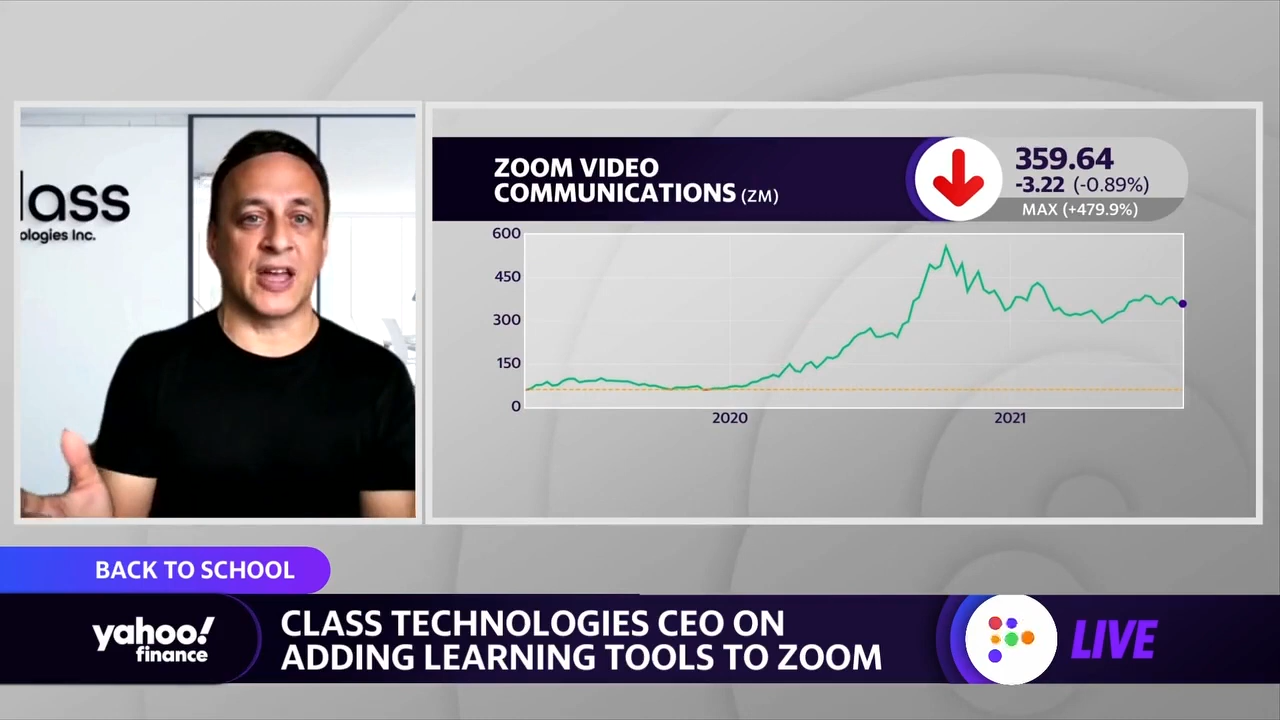 lass
ologies Inc.
ZOOM VIDEO
COMMUNICATIONS (ZM)
359.64
-3.22 (-0.89%)
MAX (+479.9%)
600
450
300
150
0
2020
2021
BACK TO SCHOOL
yahoo!
finance
CLASS TECHNOLOGIES CEO ON
ADDING LEARNING TOOLS TO ZOOM
LIVE